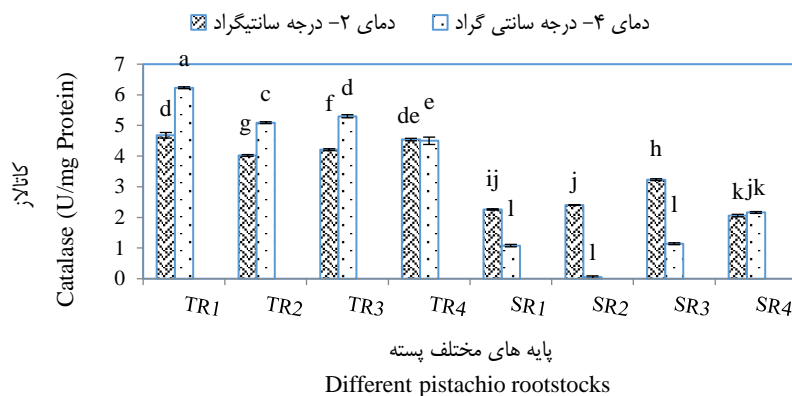 دمای ۲- درجه سانتیگراد دمای ۴- درجه سانتی گراد
7
6
5
4
3
2
1
0
کاتالاز
Catalase (U/mg Protein)
d a g c f d de e ij l j l h l k jk
TR1 TR2 TR3 TR4 SR1 SR2 SR3 SR4
پایه های مختلف پسته
Different pistachio rootstocks